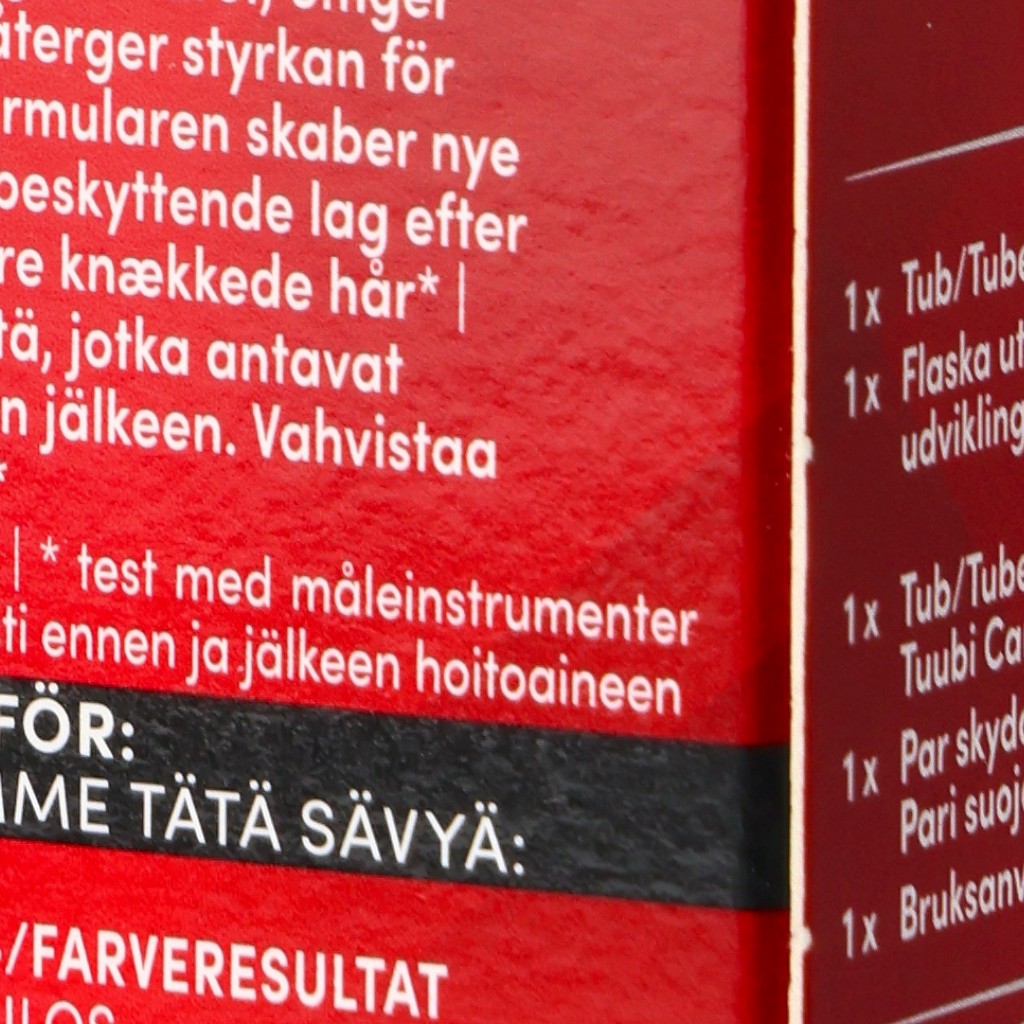 återger styrkan för
rmularen skaber nye
beskyttende lag efter
re knækkede hår* |
tä, jotka antavat
n jälkeen. Vahvistaa
*
| * test med måleinstrumenter
ti ennen ja jälkeen hoitoaineen
FÖR:
MME TÄTÄ SÄVYÄ:
/FARVERESULTAT
1x Tub/Tube
1x Flaska ut
udvikling
1x Tub/Tube
Tuubi Ca
1x Par skydd
Pari suoj
1x Bruksanv